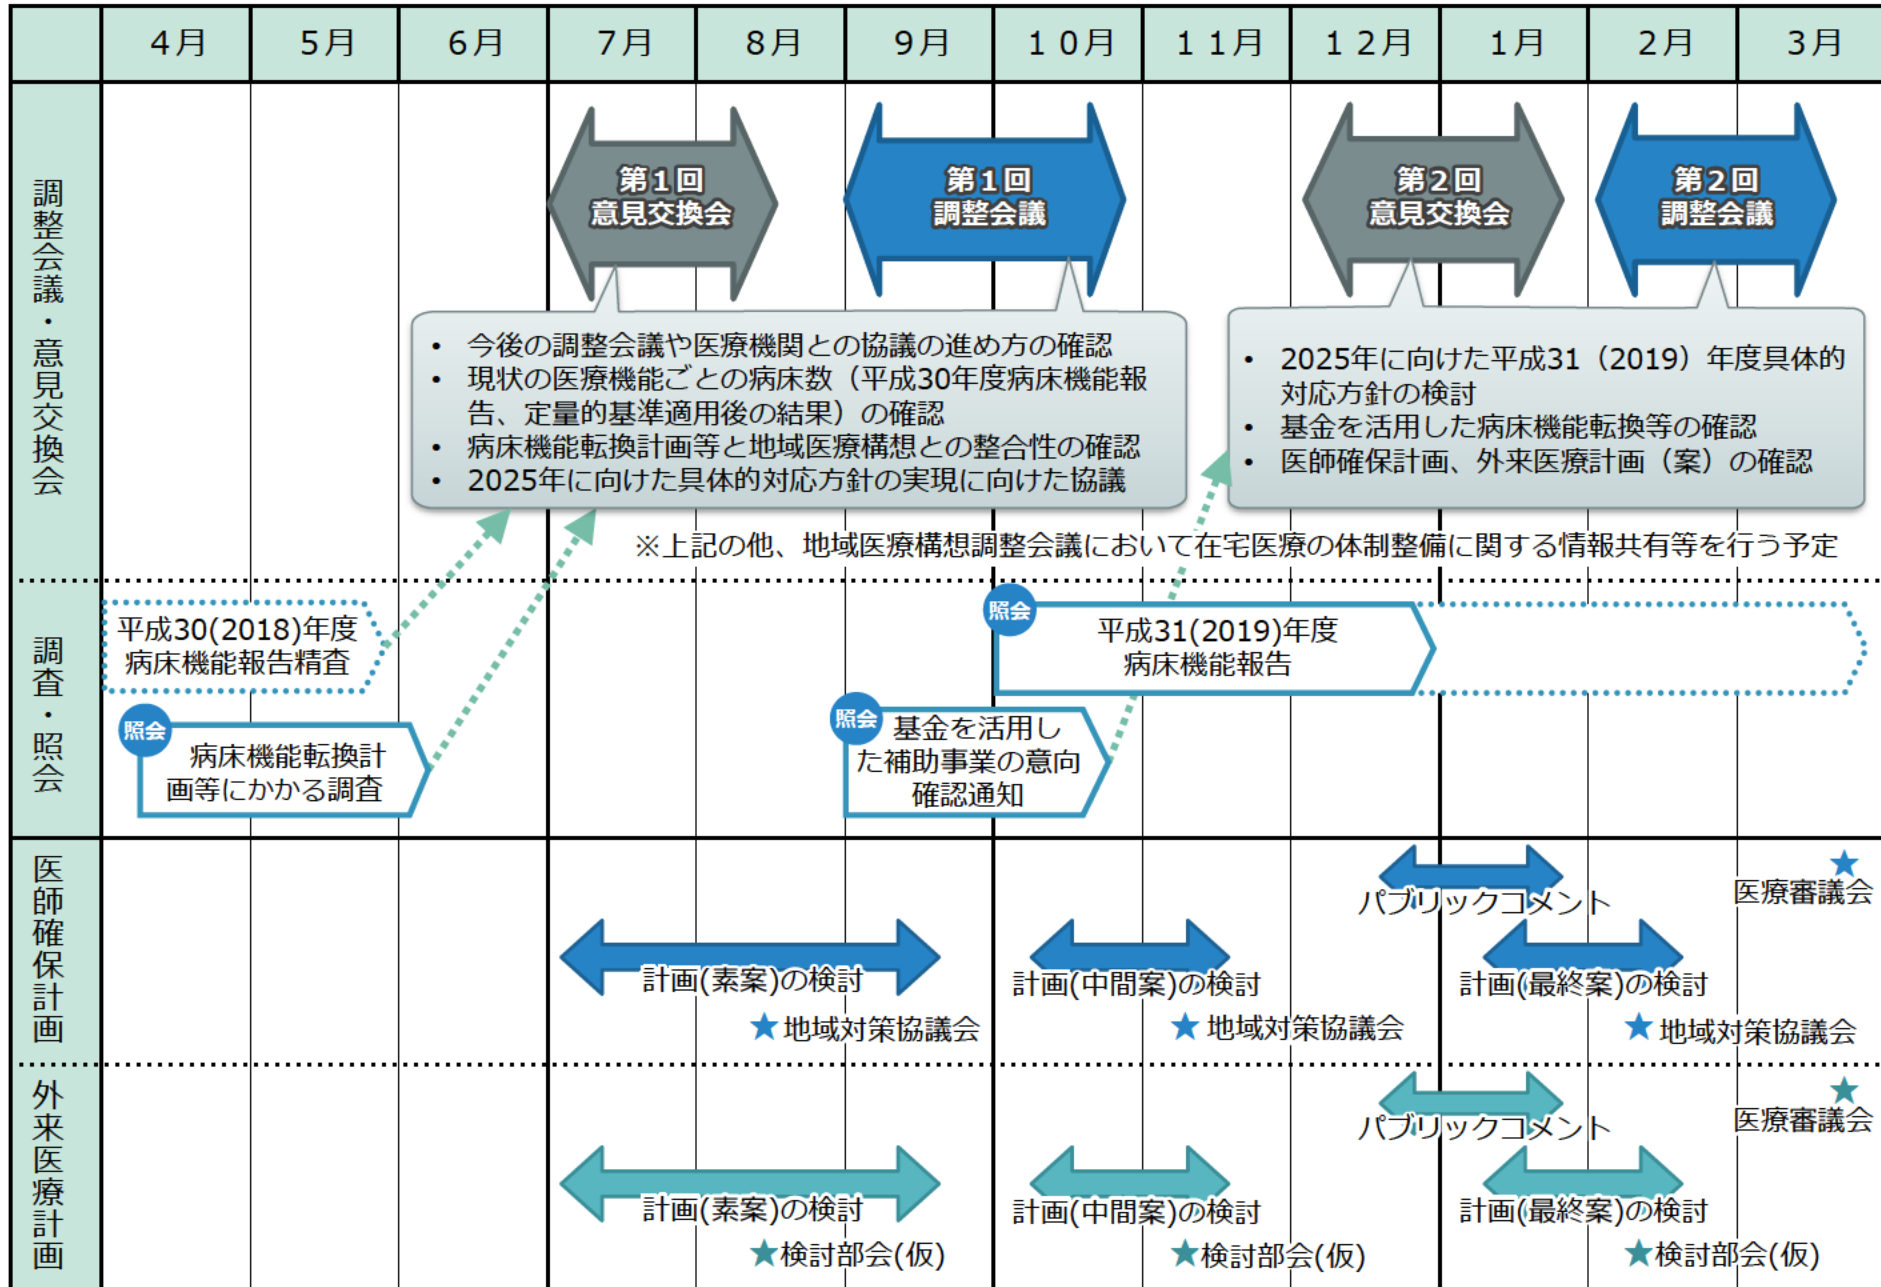 4月 5月 6月 7月 8月 9月 10月 11月 12月 1月 2月 3月
調整会議・意見交換会
第1回
意見交換会
第1回
調整会議
第2回
意見交換会
第2回
調整会議
• 今後の調整会議や医療機関との協議の進め方の確認
• 現状の医療機能ごとの病床数（平成30年度病床機能報
告、定量的基準適用後の結果）の確認
• 病床機能転換計画等と地域医療構想との整合性の確認
• 2025年に向けた具体的対応方針の実現に向けた協議
• 2025年に向けた平成31（2019）年度具体的
対応方針の検討
• 基金を活用した病床機能転換等の確認
• 医師確保計画、外来医療計画（案）の確認
※上記の他、地域医療構想調整会議において在宅医療の体制整備に関する情報共有等を行う予定
調査・照会
平成30(2018)年度
病床機能報告精査
照会
病床機能転換計
画等にかかる調査
照会
平成31(2019)年度
病床機能報告
照会
基金を活用し
た補助事業の意向
確認通知
医師確保計画
パブリックコメント
★
医療審議会
計画(素案)の検討
計画(中間案)の検討
計画(最終案)の検討
★地域対策協議会
★地域対策協議会
★地域対策協議会
外来医療計画
パブリックコメント
★
医療審議会
計画(素案)の検討
計画(中間案)の検討
計画(最終案)の検討
★検討部会(仮)
★検討部会(仮)
★検討部会(仮)